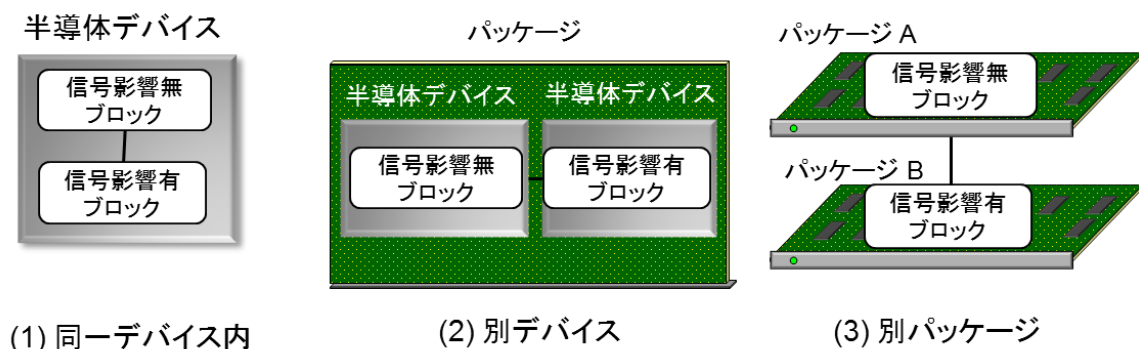 半導体デバイス
信号影響無
ブロック
信号影響有
ブロック
(1) 同一デバイス内
パッケージ
半導体デバイス
半導体デバイス
信号影響無
ブロック
信号影響有
ブロック
(2) 別デバイス
パッケージ A
信号影響無
ブロック
パッケージ B
信号影響有
ブロック
(3) 別パッケージ